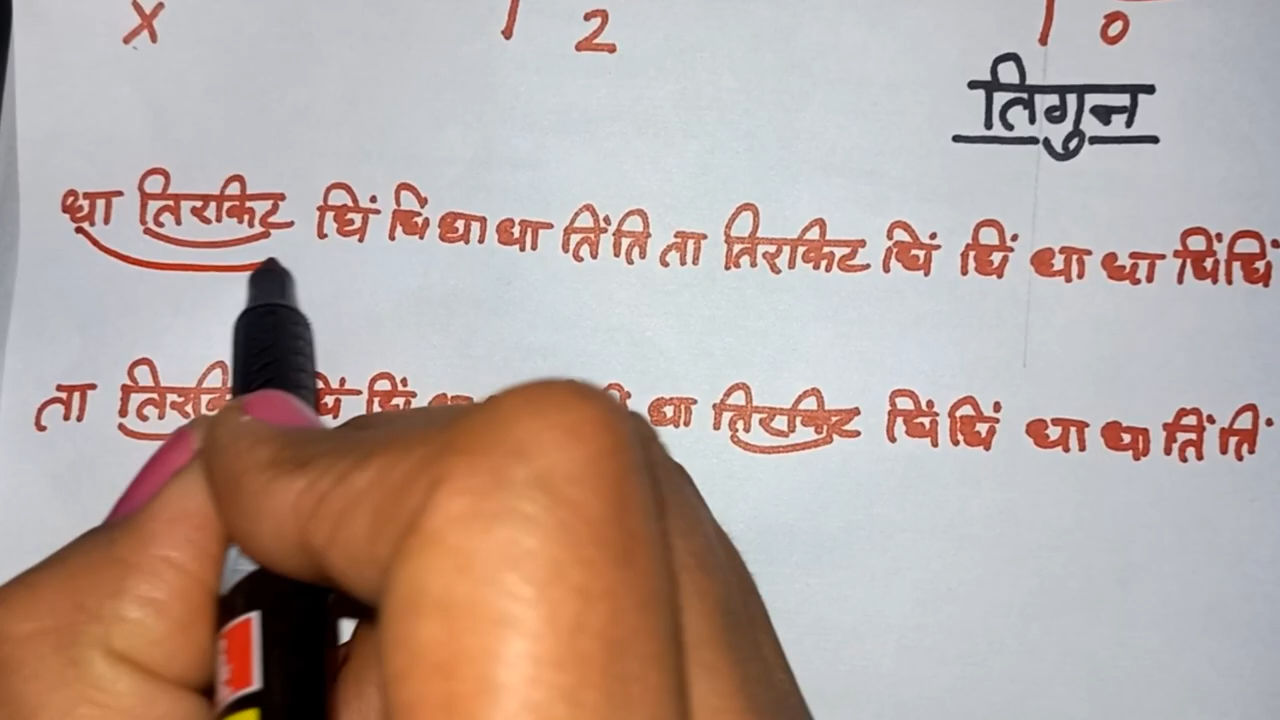 X | 2 | 0
तिगुन
धा तिरकिट धिं धिं धा धा तिं तिं ता तिरकिट धिं धिं धा धा धिं धिं
ता तिरकि धिं धिं धा तिरकिट धिं धिं धा धा तिं तिं